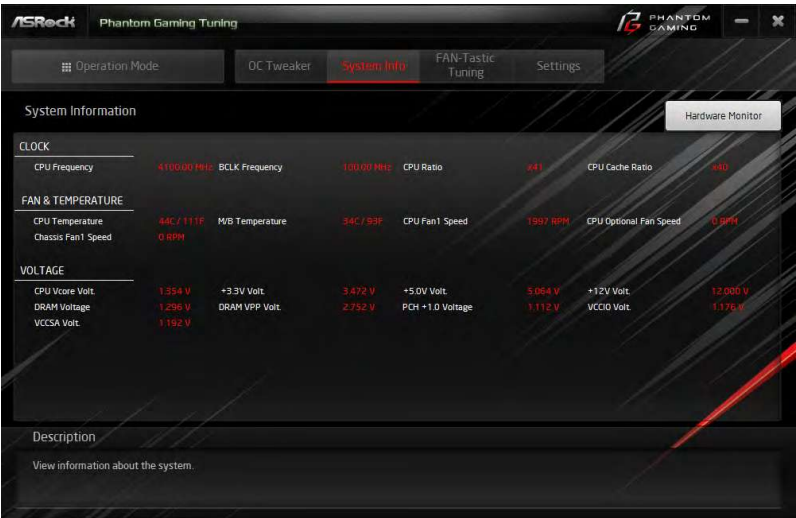 ASRock Phantom Gaming Tuning PHANTOM GAMING
Operation Mode OC Tweaker System Info FAN-Tastic Tuning Settings
System Information
Hardware Monitor
CLOCK
CPU Frequency 4100.00 MHz BCLK Frequency 100.00 MHz CPU Ratio x41 CPU Cache Ratio x40
FAN & TEMPERATURE
CPU Temperature 44C / 111F M/B Temperature 34C / 93F CPU Fan1 Speed 1997 RPM CPU Optional Fan Speed 0 RPM
Chassis Fan1 Speed 0 RPM
VOLTAGE
CPU Vcore Volt. 1.354 V +3.3V Volt. 3.472 V +5.0V Volt. 5.064 V +12V Volt. 12.000 V
DRAM Voltage 1.296 V DRAM VPP Volt. 2.752 V PCH +1.0 Voltage 1.112 V VCCIO Volt. 1.176 V
VCCSA Volt. 1.192 V
Description
View information about the system.